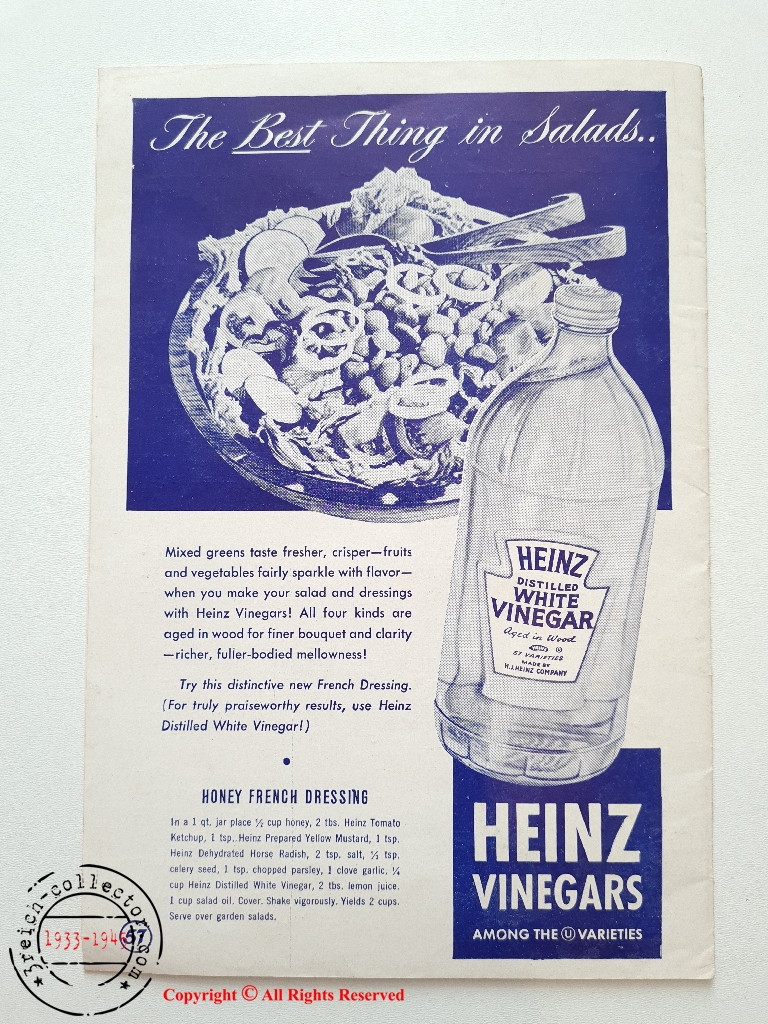 The Best Thing in Salads..
Mixed greens taste fresher, crisper—fruits
and vegetables fairly sparkle with flavor—
when you make your salad and dressings
with Heinz Vinegars! All four kinds are
aged in wood for finer bouquet and clarity
—richer, fuller-bodied mellowness!
Try this distinctive new French Dressing.
(For truly praiseworthy results, use Heinz
Distilled White Vinegar!)
HONEY FRENCH DRESSING
In a 1 qt. jar place ½ cup honey, 2 tbs. Heinz Tomato
Ketchup, 1 tsp. Heinz Prepared Yellow Mustard, 1 tsp.
Heinz Dehydrated Horse Radish, 2 tsp. salt, ½ tsp.
celery seed, 1 tsp. chopped parsley, 1 clove garlic, ¼
cup Heinz Distilled White Vinegar, 2 tbs. lemon juice.
1 cup salad oil. Cover. Shake vigorously. Yields 2 cups.
Serve over garden salads.
HEINZ
DISTILLED
WHITE
VINEGAR
Aged in Wood
57 VARIETIES
MADE BY
H.J. HEINZ COMPANY
HEINZ
VINEGARS
AMONG THE Ⓤ VARIETIES
3reich-collector.com
1933-194
57
Copyright © All Rights Reserved